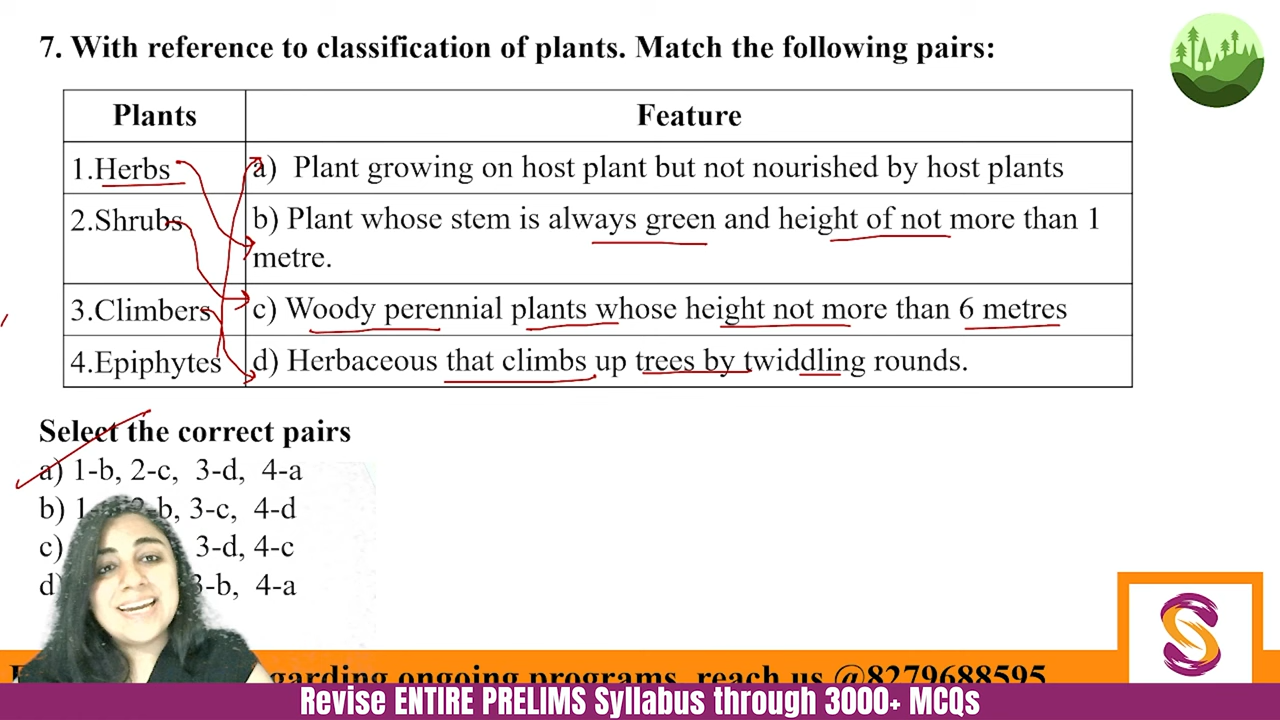 7. With reference to classification of plants. Match the following pairs:
Plants Feature
1.Herbs a) Plant growing on host plant but not nourished by host plants
2.Shrubs b) Plant whose stem is always green and height of not more than 1
metre.
3.Climbers c) Woody perennial plants whose height not more than 6 metres
4.Epiphytes d) Herbaceous that climbs up trees by twiddling rounds.
Select the correct pairs
a) 1-b, 2-c, 3-d, 4-a
b) 3-c, 4-d
c) 3-d, 4-c
d) 4-a
ongoing programs, reach us @8279688595
Revise ENTIRE PRELIMS Syllabus through 3000+ MCQs